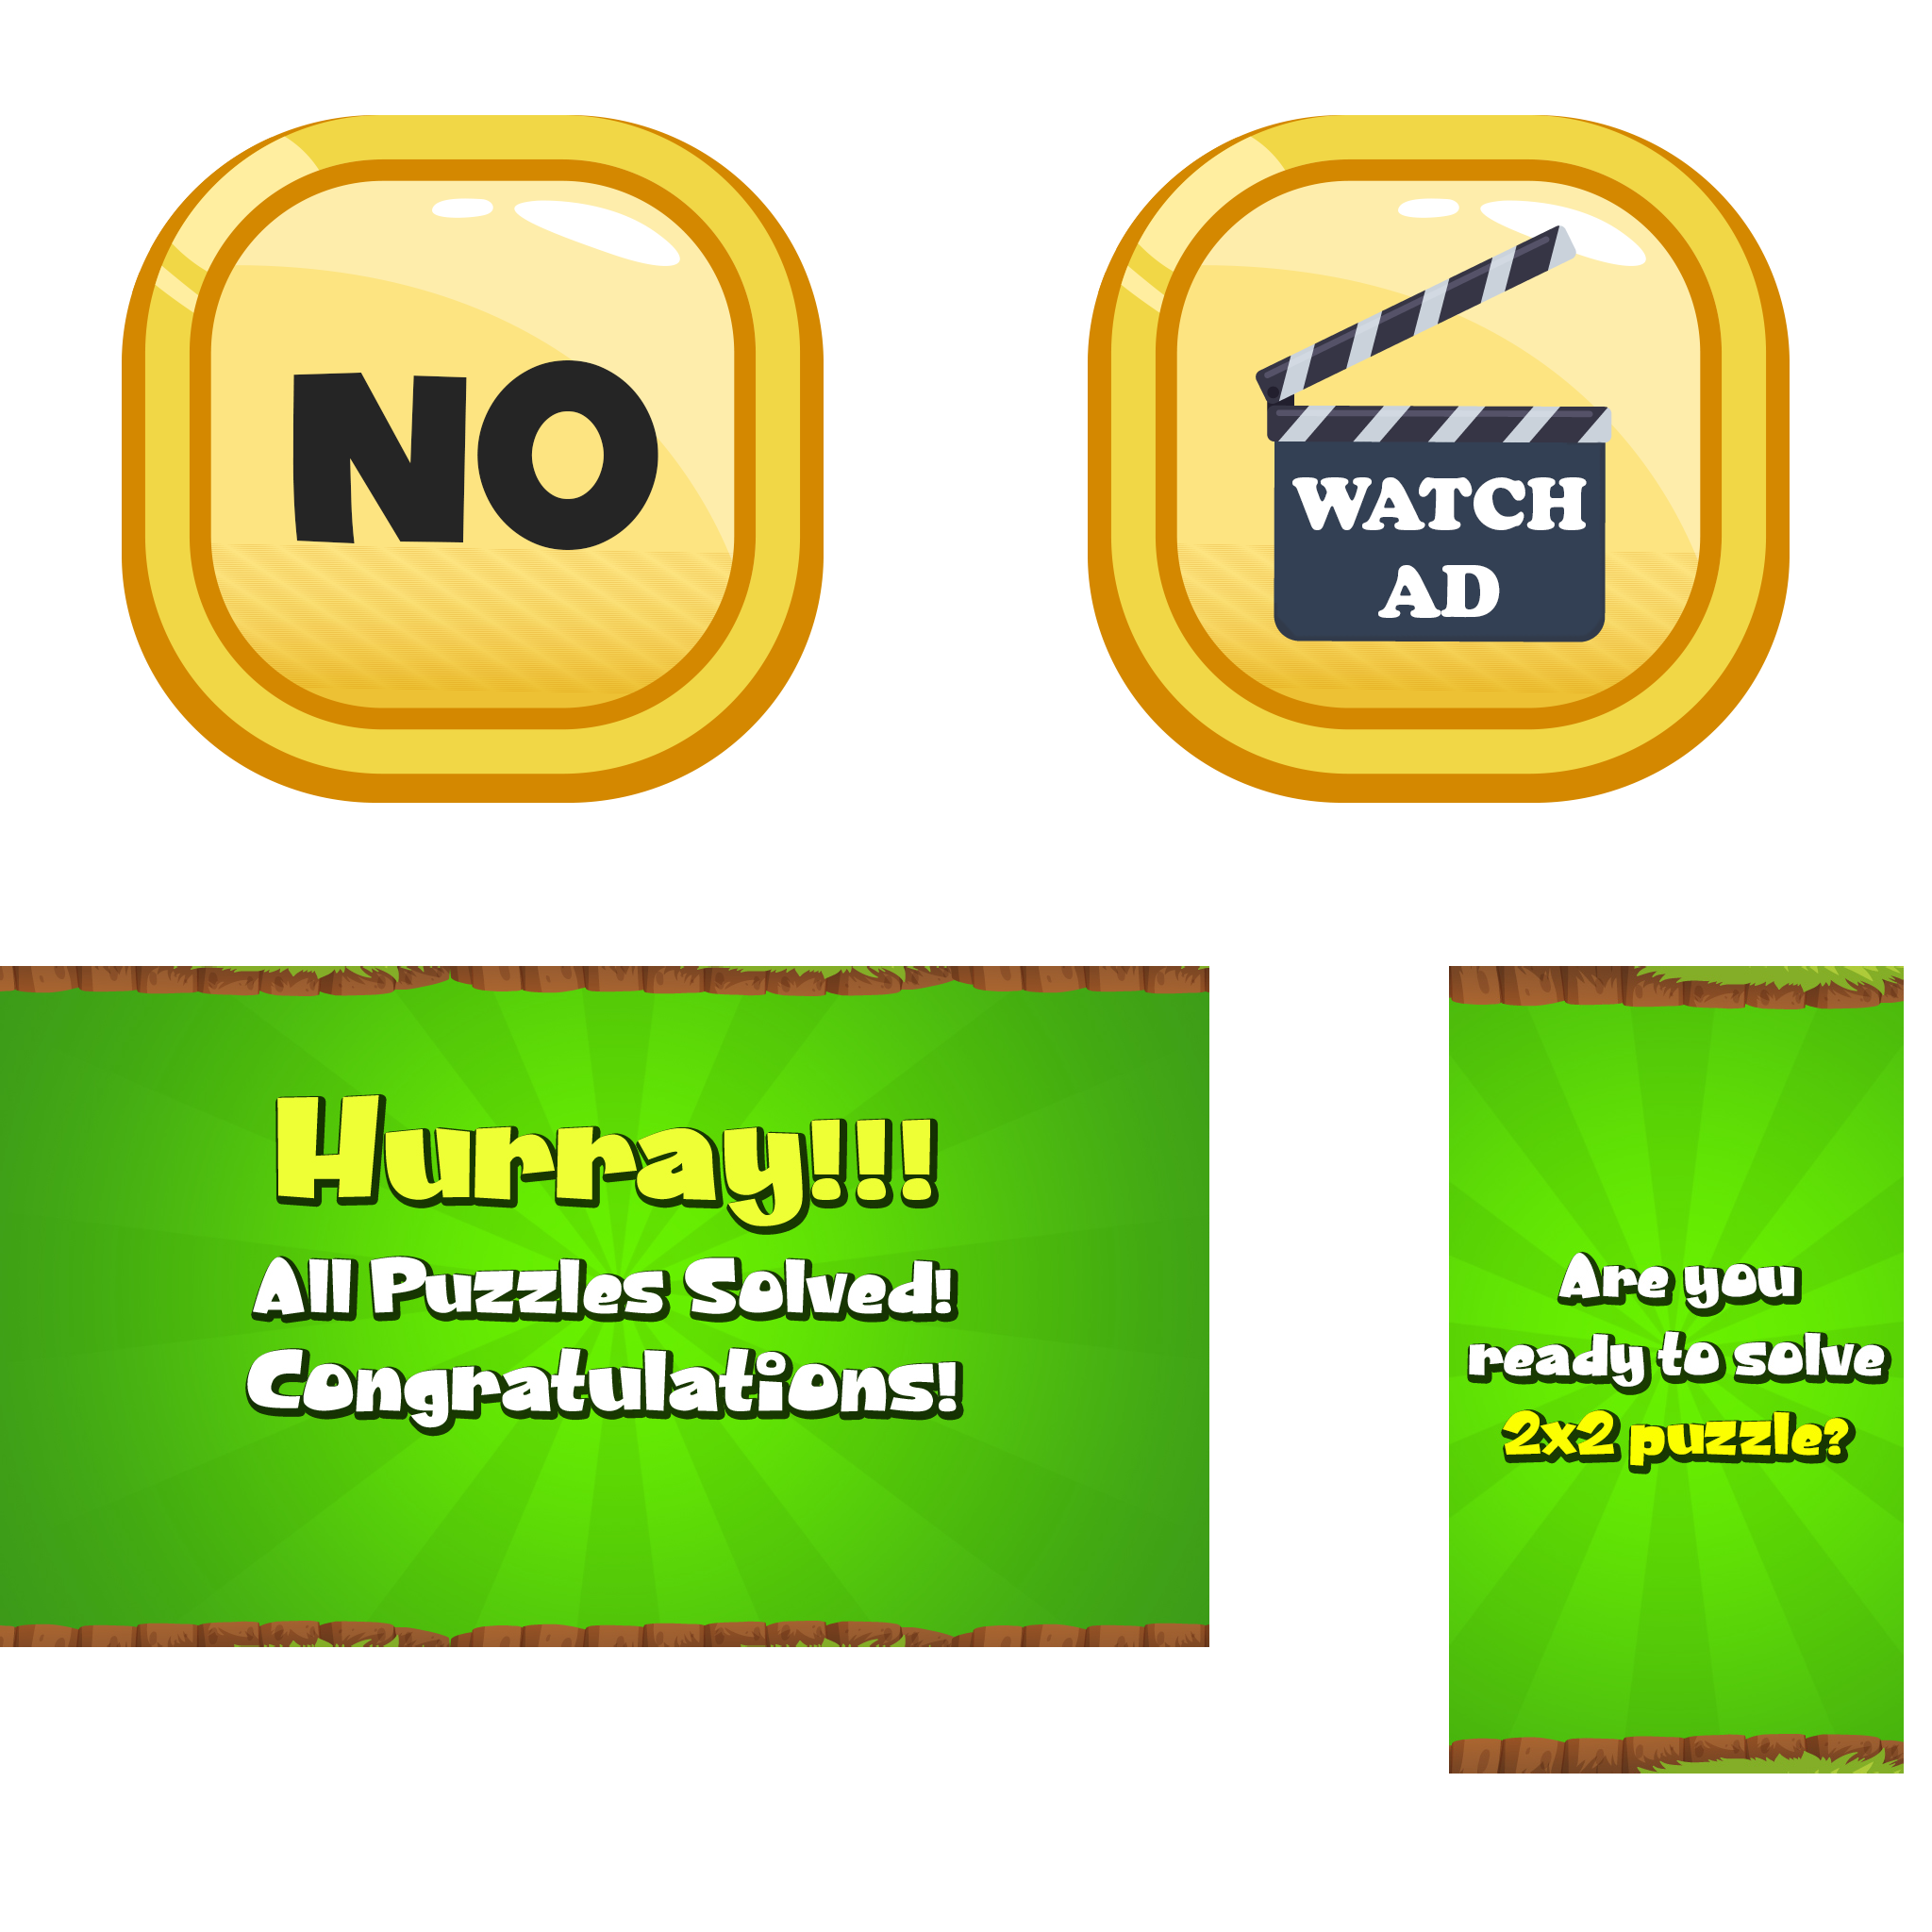 NO
WATCH
AD
Hurray!!!
All Puzzles Solved!
Congratulations!
Are you
ready to solve
2x2 puzzle?